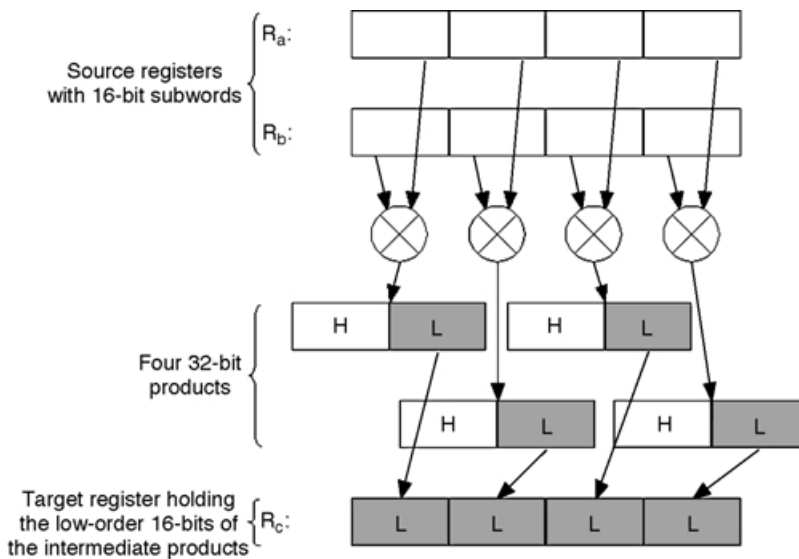 Source registers
with 16-bit subwords
Ra:
Rb:
Four 32-bit
products
H L
H L
H L
H L
Target register holding
the low-order 16-bits of
the intermediate products
Rc:
L L L L